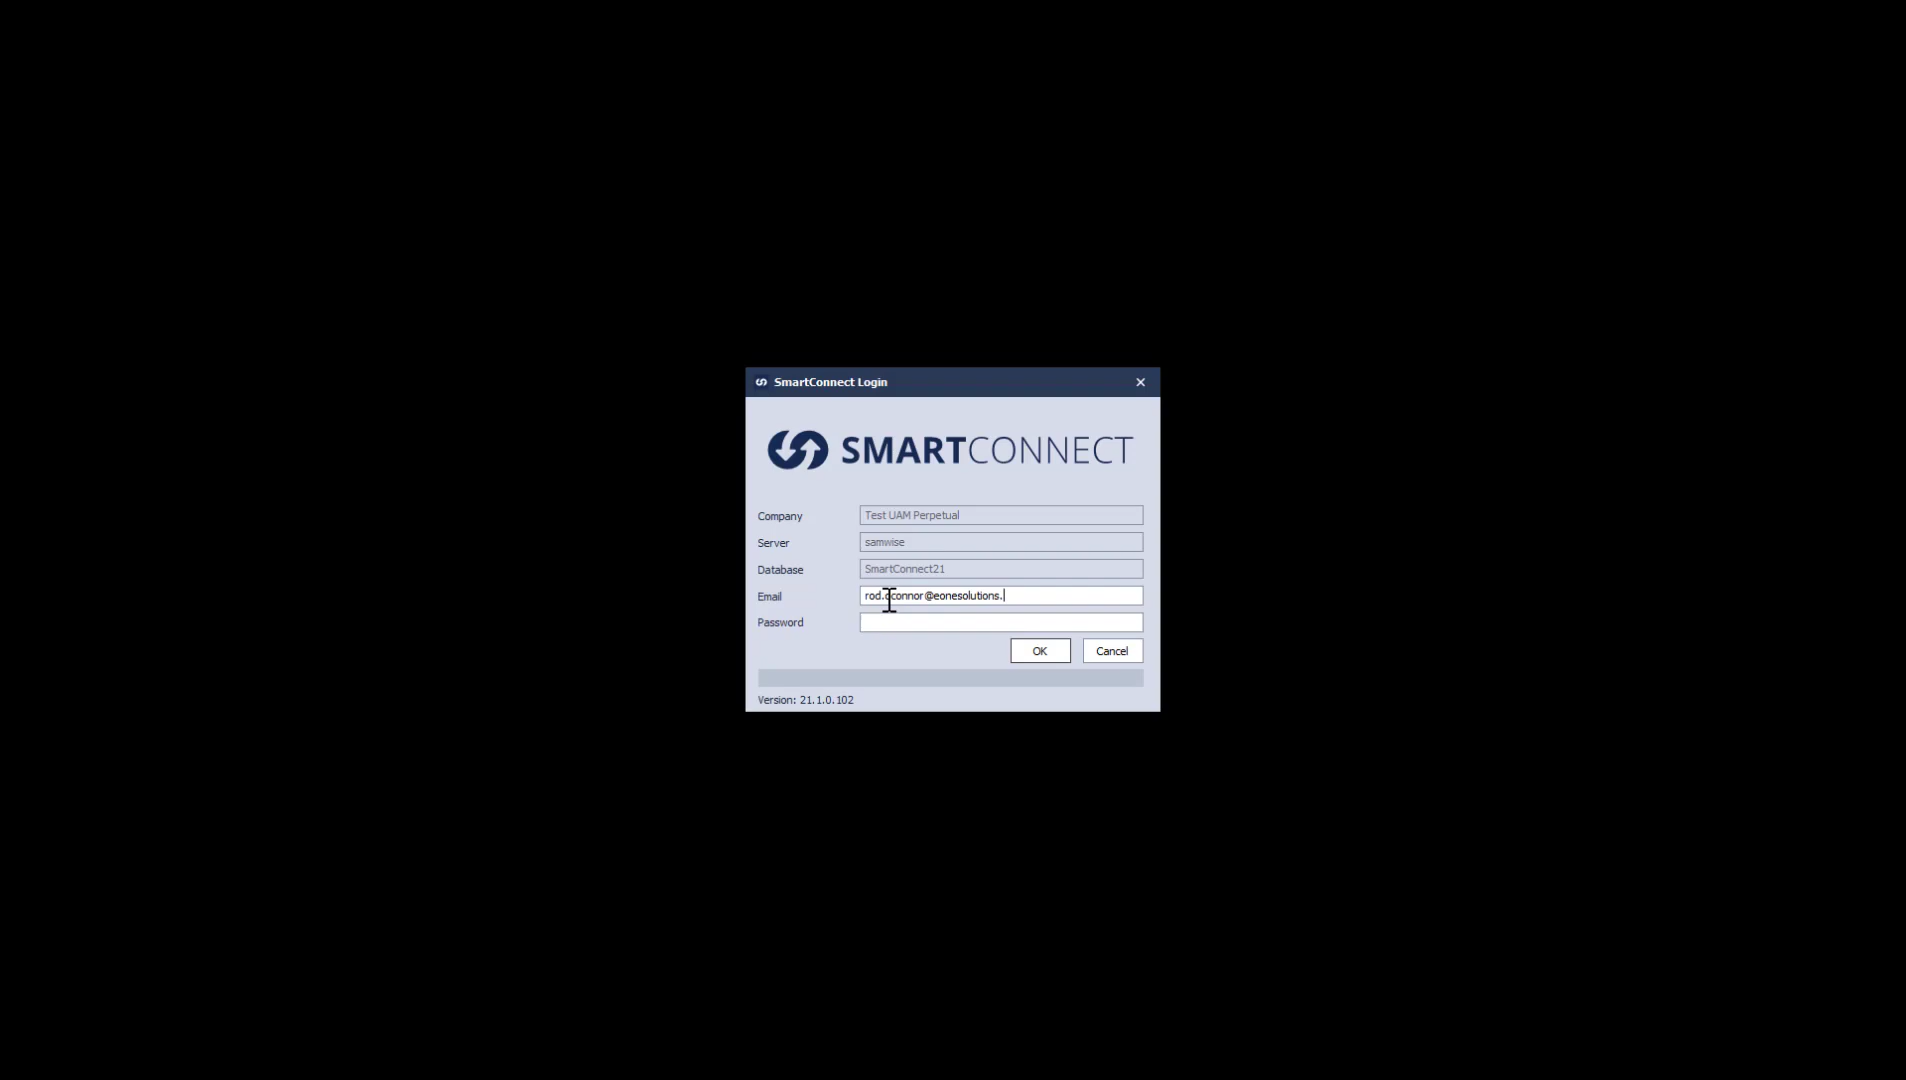 SmartConnect Login
SMARTCONNECT
Company Test UAM Perpetual
Server samwise
Database SmartConnect21
Email rod.oconnor@eonesolutions.
Password
OK Cancel
Version: 21.1.0.102